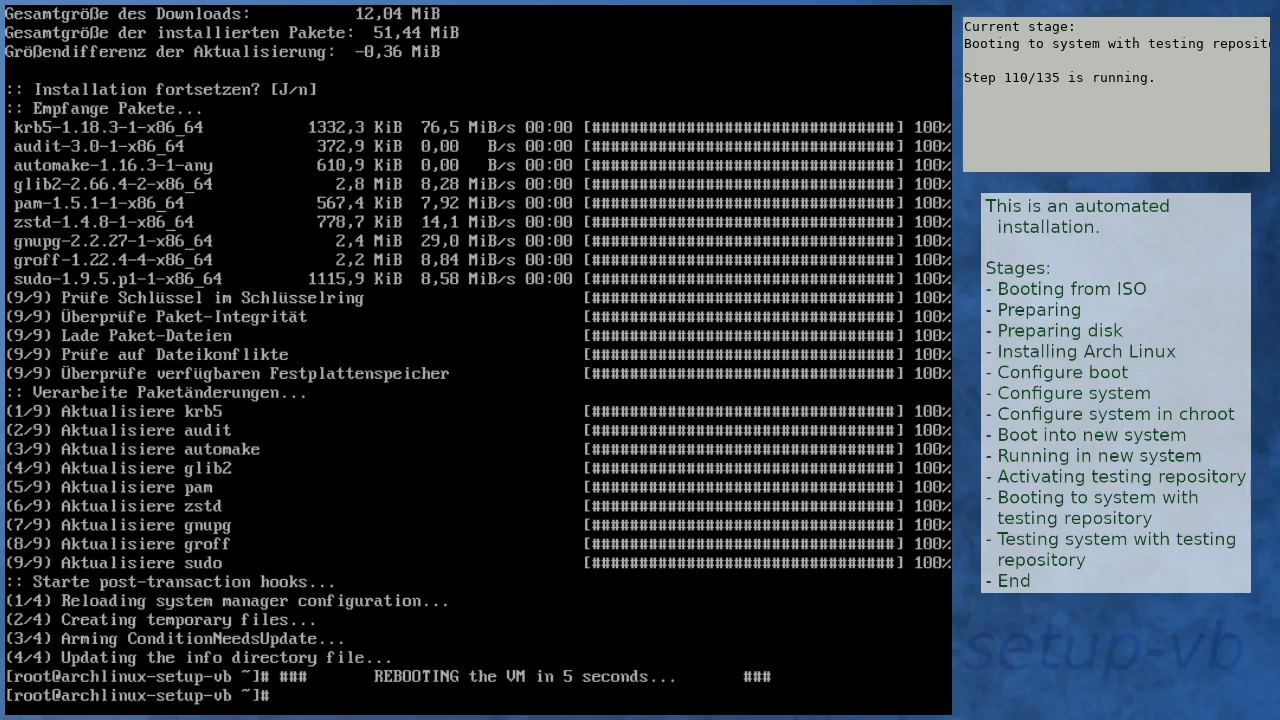 Gesamtgröße des Downloads: 12,04 MiB
Gesamtgröße der installierten Pakete: 51,44 MiB
Größendifferenz der Aktualisierung: -0,36 MiB
:: Installation fortsetzen? [J/n]
:: Empfange Pakete...
krb5-1.18.3-1-x86_64 1332,3 KiB 76,5 MiB/s 00:00 [################################] 100%
audit-3.0-1-x86_64 372,9 KiB 0,00 B/s 00:00 [################################] 100%
automake-1.16.3-1-any 610,9 KiB 0,00 B/s 00:00 [################################] 100%
glib2-2.66.4-2-x86_64 2,8 MiB 8,28 MiB/s 00:00 [################################] 100%
pam-1.5.1-1-x86_64 567,4 KiB 7,92 MiB/s 00:00 [################################] 100%
zstd-1.4.8-1-x86_64 778,7 KiB 14,1 MiB/s 00:00 [################################] 100%
gnupg-2.2.27-1-x86_64 2,4 MiB 29,0 MiB/s 00:00 [################################] 100%
groff-1.22.4-4-x86_64 2,2 MiB 8,84 MiB/s 00:00 [################################] 100%
sudo-1.9.5.p1-1-x86_64 1115,9 KiB 8,58 MiB/s 00:00 [################################] 100%
(9/9) Prüfe Schlüssel im Schlüsselring [################################] 100%
(9/9) Überprüfe Paket-Integrität [################################] 100%
(9/9) Lade Paket-Dateien [################################] 100%
(9/9) Prüfe auf Dateikonflikte [################################] 100%
(9/9) Überprüfe verfügbaren Festplattenspeicher [################################] 100%
:: Verarbeite Paketänderungen...
(1/9) Aktualisiere krb5 [################################] 100%
(2/9) Aktualisiere audit [################################] 100%
(3/9) Aktualisiere automake [################################] 100%
(4/9) Aktualisiere glib2 [################################] 100%
(5/9) Aktualisiere pam [################################] 100%
(6/9) Aktualisiere zstd [################################] 100%
(7/9) Aktualisiere gnupg [################################] 100%
(8/9) Aktualisiere groff [################################] 100%
(9/9) Aktualisiere sudo [################################] 100%
:: Starte post-transaction hooks...
(1/4) Reloading system manager configuration...
(2/4) Creating temporary files...
(3/4) Arming ConditionNeedsUpdate...
(4/4) Updating the info directory file...
[root@archlinux-setup-vb ~]# ### REBOOTING the VM in 5 seconds... ###
[root@archlinux-setup-vb ~]#
Current stage:
Booting to system with testing reposit
Step 110/135 is running.
This is an automated
installation.
Stages:
- Booting from ISO
- Preparing
- Preparing disk
- Installing Arch Linux
- Configure boot
- Configure system
- Configure system in chroot
- Boot into new system
- Running in new system
- Activating testing repository
- Booting to system with
testing repository
- Testing system with testing
repository
- End
-setup-vb